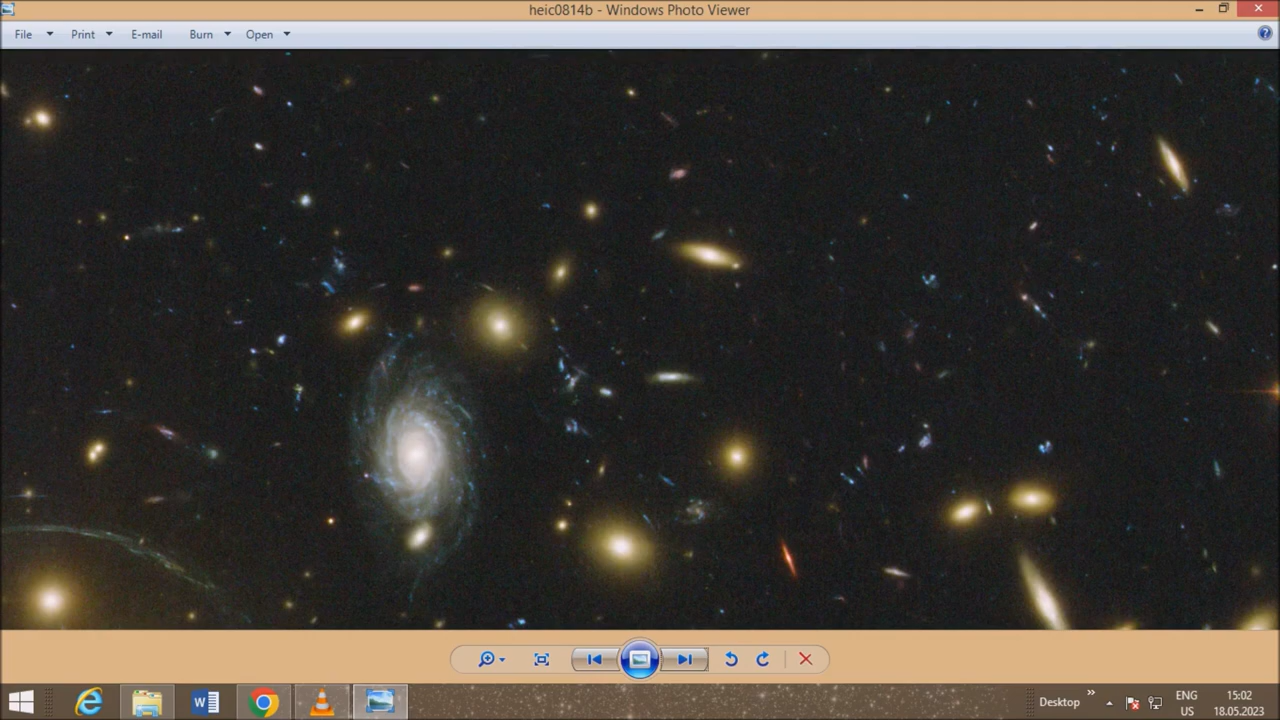 heic0814b - Windows Photo Viewer
File Print E-mail Burn Open
Desktop » ENG 15:02
US 18.05.2023